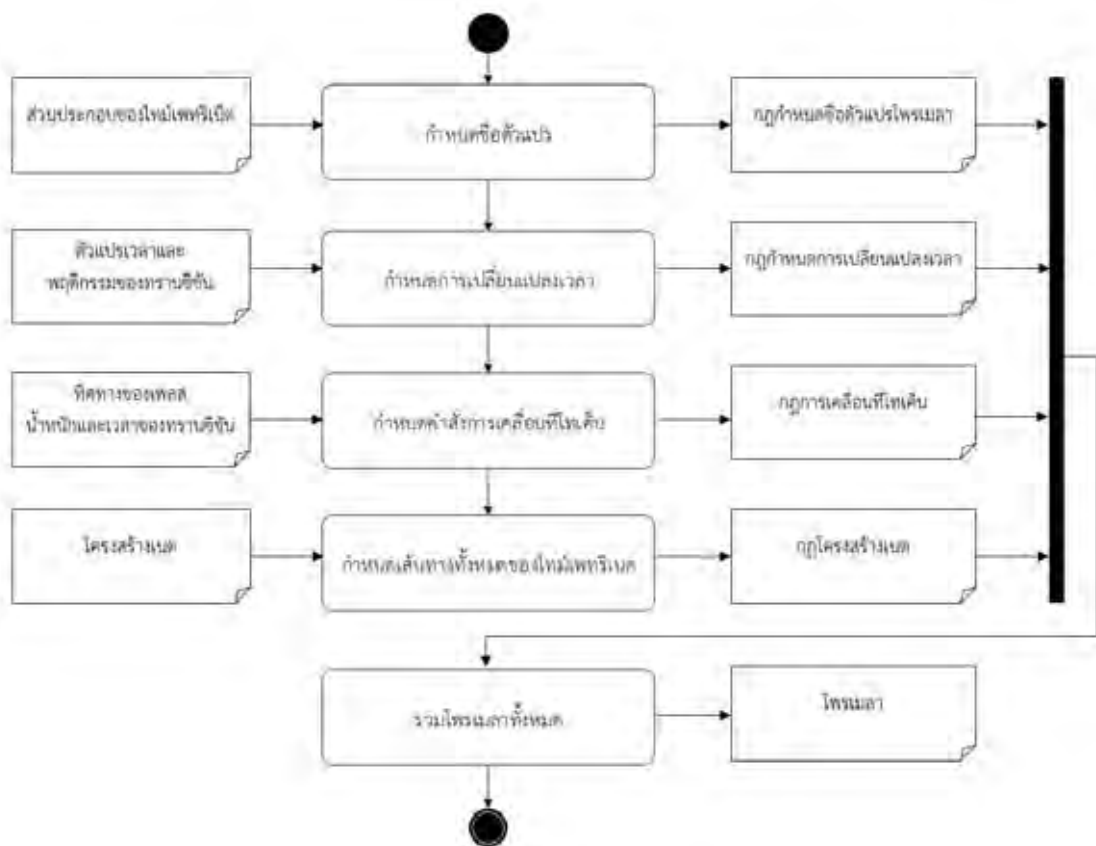 ส่วนประกอบของไทม์เพทริเน็ต
กำหนดชื่อตัวแปร
กฎกำหนดชื่อตัวแปรโพรเมลา
ตัวแปรเวลาและ
พฤติกรรมของทรานซิชัน
กำหนดการเปลี่ยนแปลงเวลา
กฎกำหนดการเปลี่ยนแปลงเวลา
ทิศทางของเพลส
น้ำหนักและเวลาของทรานซิชัน
กำหนดคำสั่งการเคลื่อนที่โทเค็น
กฎการเคลื่อนที่โทเค็น
โครงสร้างเนต
กำหนดเส้นทางทั้งหมดของไทม์เพทริเนต
กฎโครงสร้างเนต
รวมโพรเมลาทั้งหมด
โพรเมลา